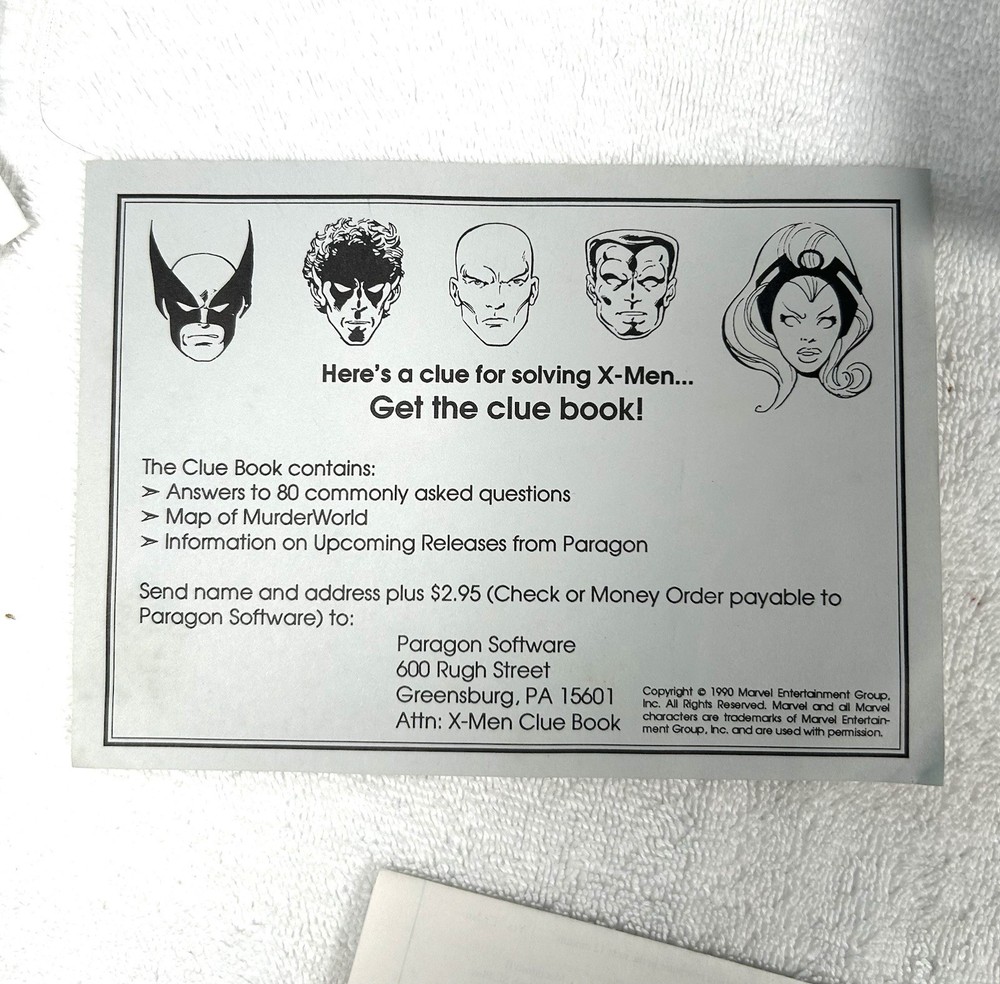 Here's a clue for solving X-Men...
Get the clue book!
The Clue Book contains:
➢ Answers to 80 commonly asked questions
➢ Map of MurderWorld
➢ Information on Upcoming Releases from Paragon
Send name and address plus $2.95 (Check or Money Order payable to
Paragon Software) to:
Paragon Software
600 Rugh Street
Greensburg, PA 15601
Attn: X-Men Clue Book
Copyright © 1990 Marvel Entertainment Group,
Inc. All Rights Reserved. Marvel and all Marvel
characters are trademarks of Marvel Entertain-
ment Group, Inc. and are used with permission.